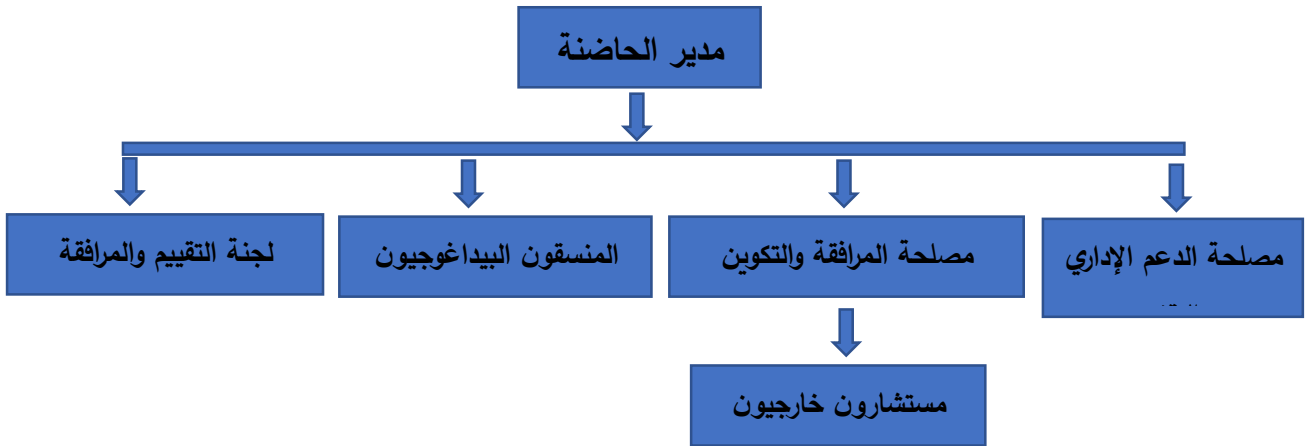 مدير الحاضنة
مصلحة الدعم الإداري
مصلحة المرافقة والتكوين
المنسقون البيداغوجيون
لجنة التقييم والمرافقة
مستشارون خارجيون